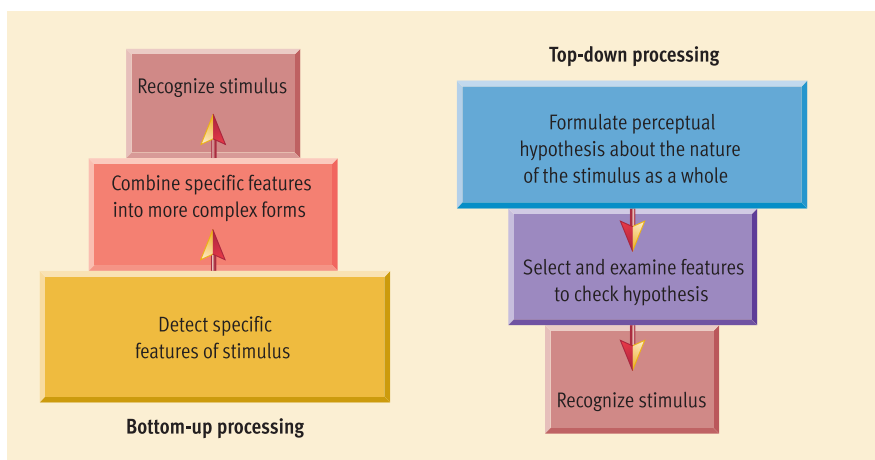 Recognize stimulus
Combine specific features
into more complex forms
Detect specific
features of stimulus
Bottom-up processing
Top-down processing
Formulate perceptual
hypothesis about the nature
of the stimulus as a whole
Select and examine features
to check hypothesis
Recognize stimulus